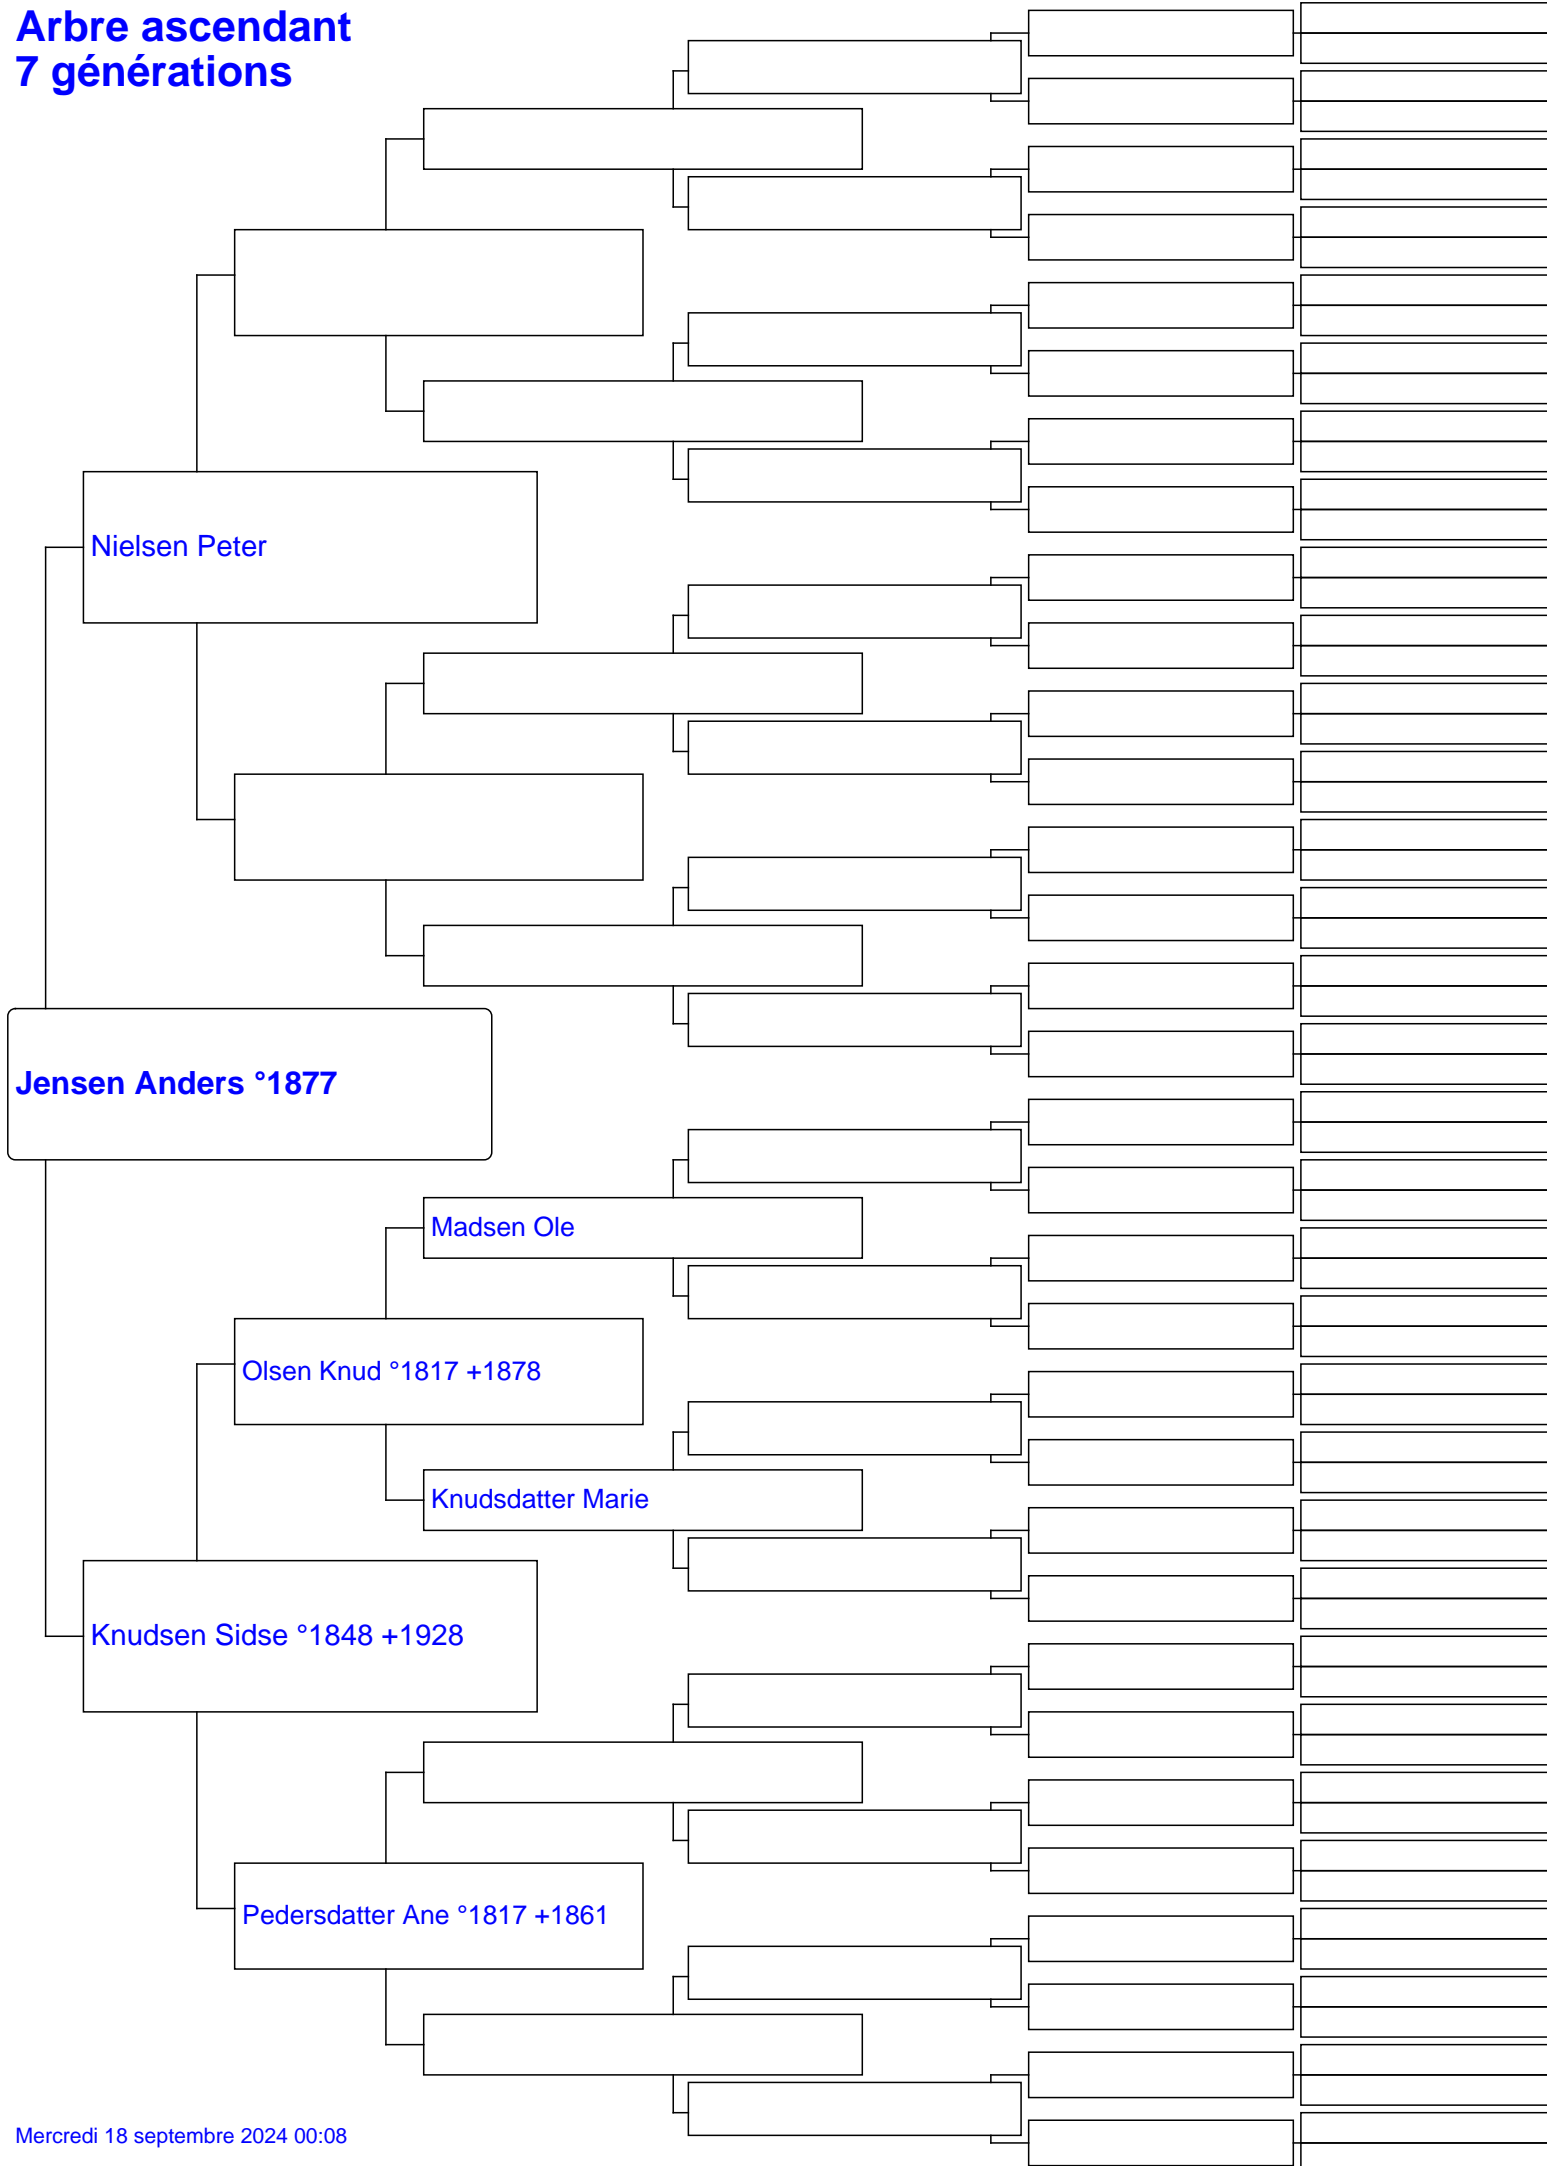 Arbre ascendant
7 générations
Nielsen Peter
Jensen Anders °1877
Madsen Ole
Olsen Knud °1817 +1878
Knudsdatter Marie
Knudsen Sidse °1848 +1928
Pedersdatter Ane °1817 +1861
Mercredi 18 septembre 2024 00:08